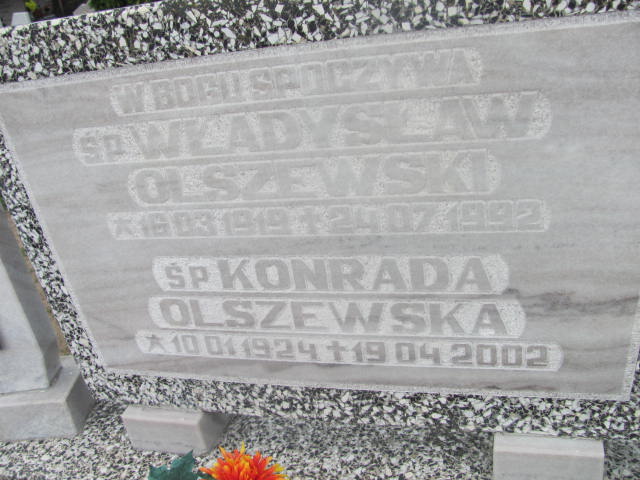 W BOGU SPOCZYWA
ŚP. WŁADYSŁAW
OLSZEWSKI
* 16 03 1919 + 24 07 1992
ŚP KONRADA
OLSZEWSKA
* 10 01 1924 + 19 04 2002